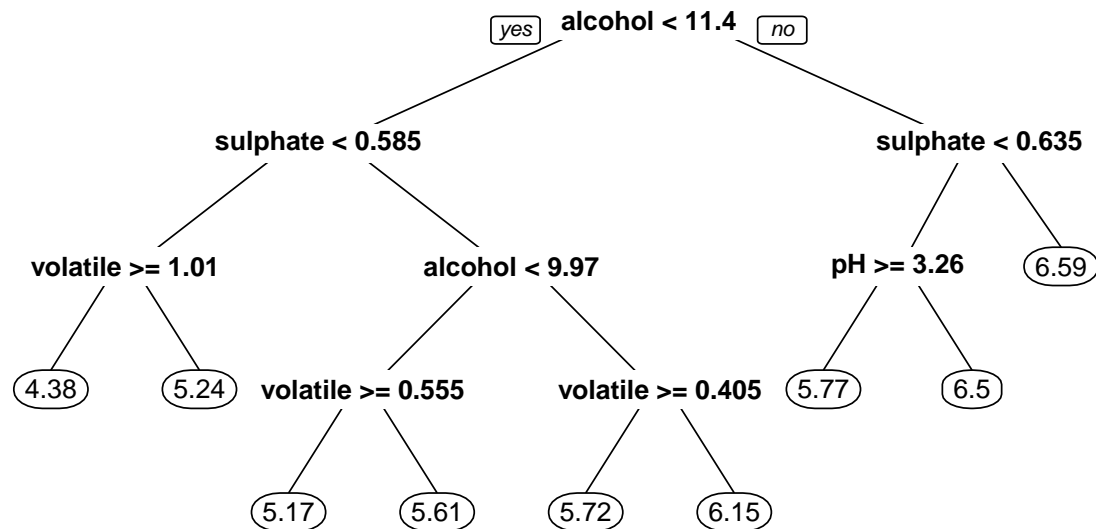 yes alcohol < 11.4 no
sulphate < 0.585 sulphate < 0.635
volatile >= 1.01 alcohol < 9.97 pH >= 3.26 6.59
4.38 5.24 volatile >= 0.555 volatile >= 0.405 5.77 6.5
5.17 5.61 5.72 6.15